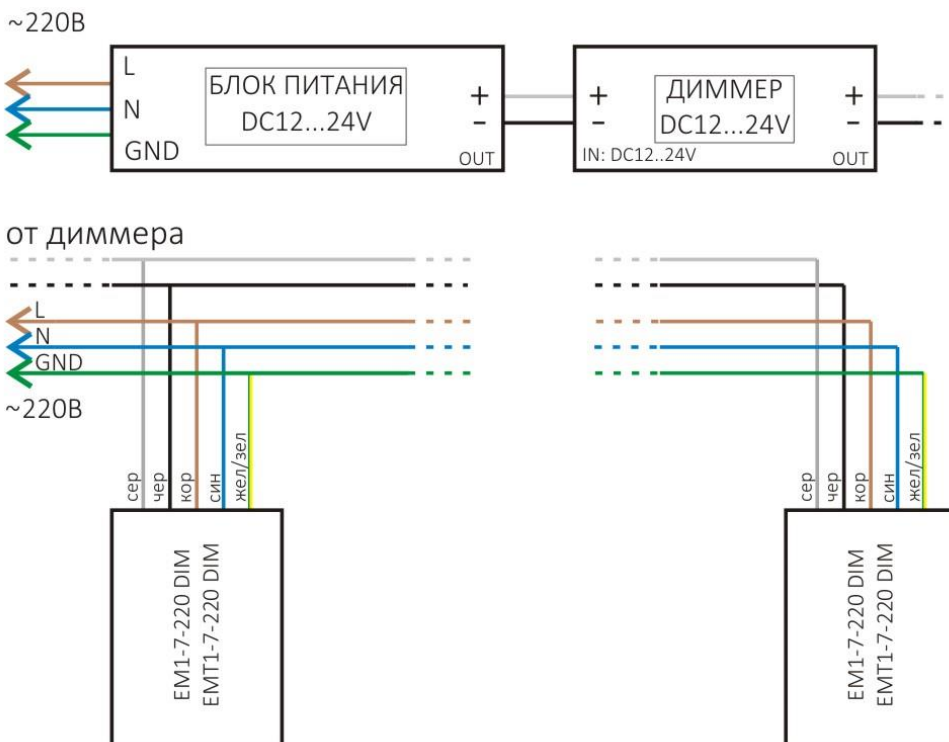 ~220В
L
N
GND
БЛОК ПИТАНИЯ
DC12...24V
+
−
OUT
+
−
IN: DC12..24V
ДИММЕР
DC12...24V
+
−
OUT
от диммера
L
N
GND
~220В
сер
чер
кор
син
жел/зел
EM1-7-220 DIM
EMT1-7-220 DIM
сер
чер
кор
син
жел/зел
EM1-7-220 DIM
EMT1-7-220 DIM